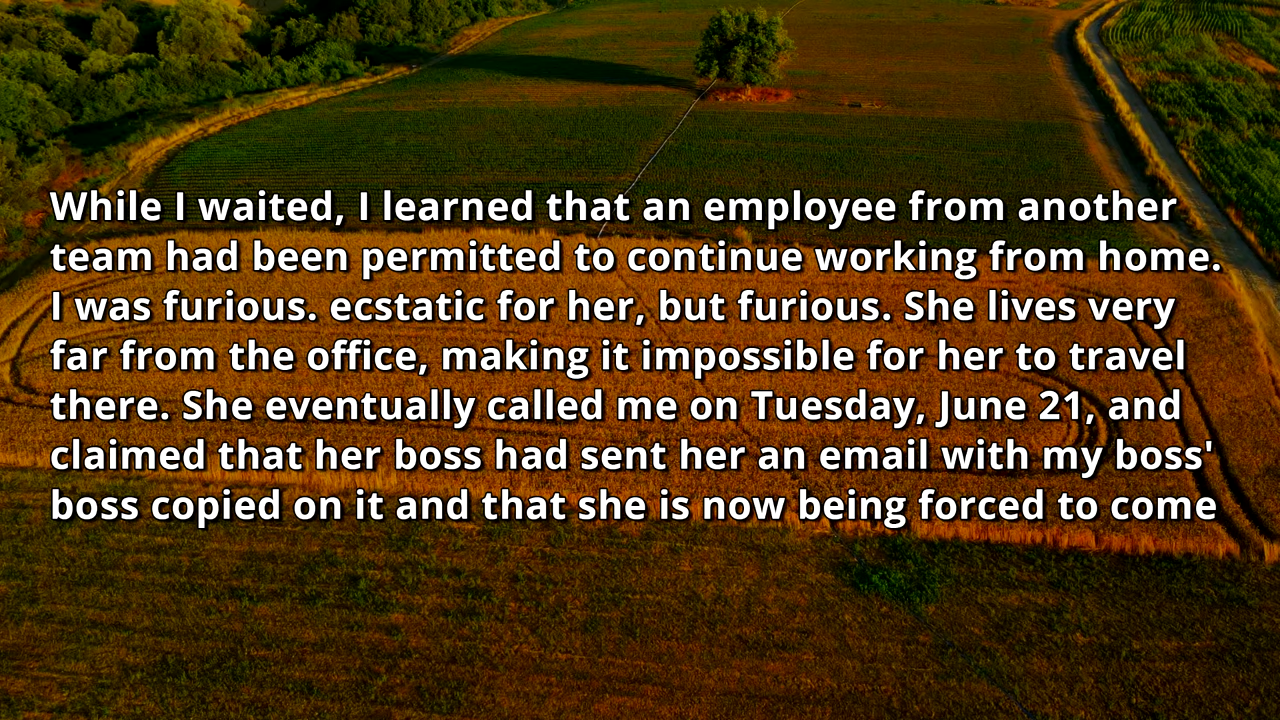 While I waited, I learned that an employee from another
team had been permitted to continue working from home.
I was furious. ecstatic for her, but furious. She lives very
far from the office, making it impossible for her to travel
there. She eventually called me on Tuesday, June 21, and
claimed that her boss had sent her an email with my boss'
boss copied on it and that she is now being forced to come